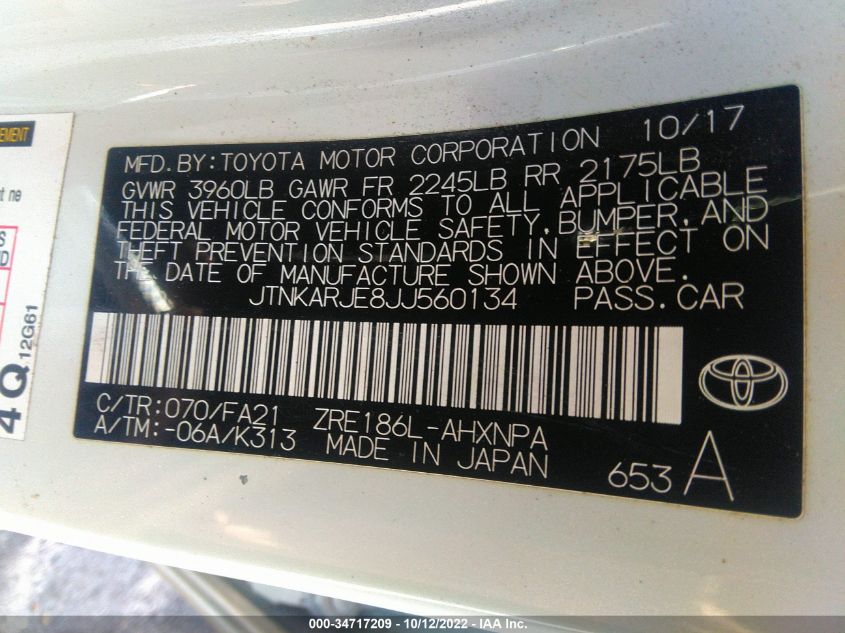 10/17
MFD.BY:TOYOTA MOTOR CORPORATION
GVWR 3960LB GAWR FR 2245LB RR 2175LB
THIS VEHICLE CONFORMS TO ALL APPLICABLE
FEDERAL MOTOR VEHICLE SAFETY, BUMPER, AND
THEFT PREVENTION STANDARDS IN EFFECT ON
THE DATE OF MANUFACTURE SHOWN ABOVE.
JTNKARJE8JJ560134 PASS.CAR
C/TR:070/FA21 ZRE186L-AHXNPA
A/TM:-06A/K313 MADE IN JAPAN
653 A
EMENT
nt ne
S
D
4Q 12G61
000-34717209 - 10/12/2022 - IAA Inc.